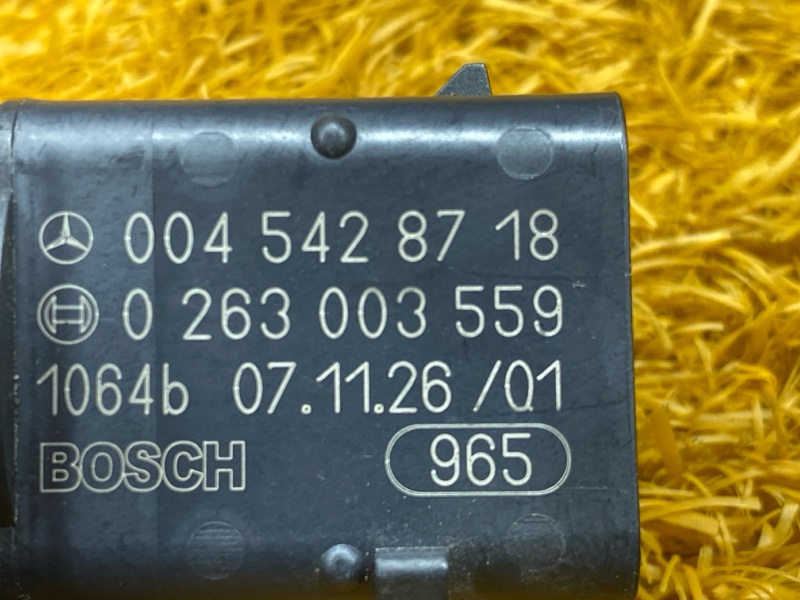 004 542 87 18
0 263 003 559
1064b 07.11.26 /01
BOSCH 965